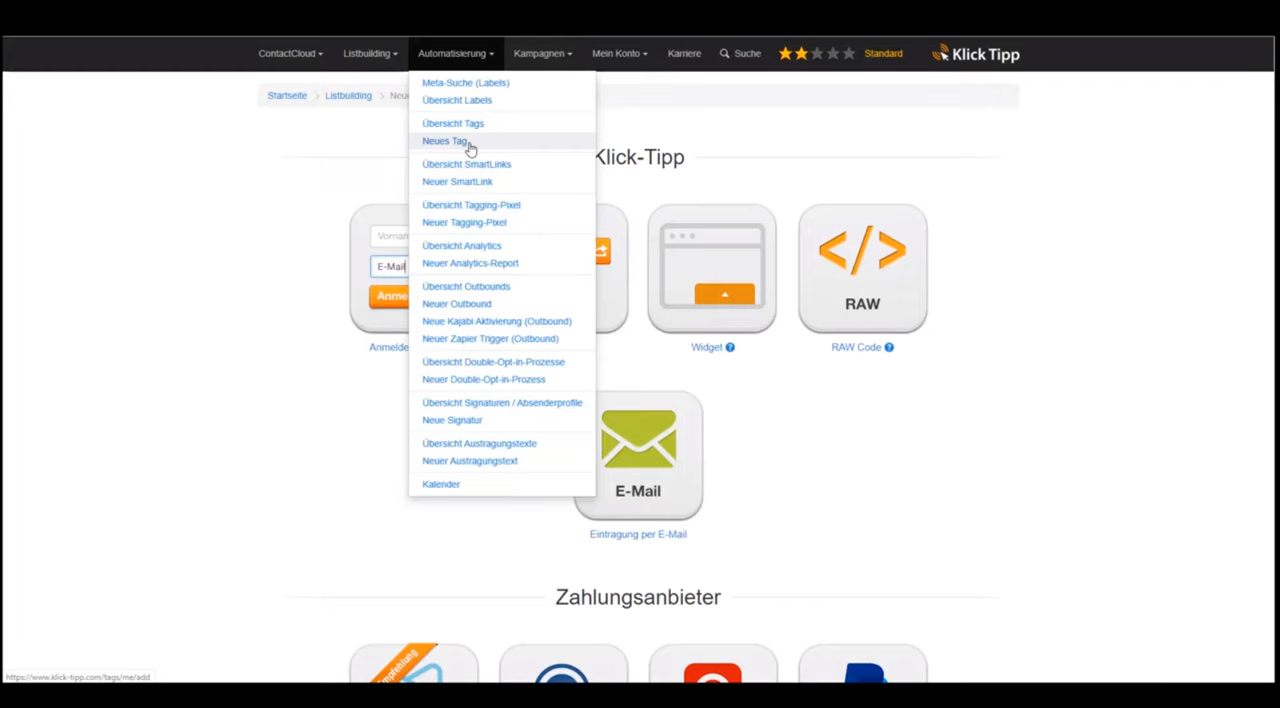 ContactCloud Listbuilding Automatisierung Kampagnen Mein Konto Karriere Suche Standard Klick Tipp
Startseite Listbuilding
Meta-Suche (Labels)
Übersicht Labels
Übersicht Tags
Neues Tag
Übersicht SmartLinks
Neuer SmartLink
Übersicht Tagging-Pixel
Neuer Tagging-Pixel
Übersicht Analytics
Neuer Analytics-Report
Übersicht Outbounds
Neuer Outbound
Neue Kajabi Aktivierung (Outbound)
Neuer Zapier Trigger (Outbound)
Übersicht Double-Opt-in-Prozesse
Neuer Double-Opt-in-Prozess
Übersicht Signaturen / Absenderprofile
Neue Signatur
Übersicht Austragungstexte
Neuer Austragungstext
Kalender
Klick-Tipp
E-Mail
</> RAW
Widget ?
RAW Code ?
E-Mail
Eintragung per E-Mail
Zahlungsanbieter
https://www.klick-tipp.com/tags/me/add